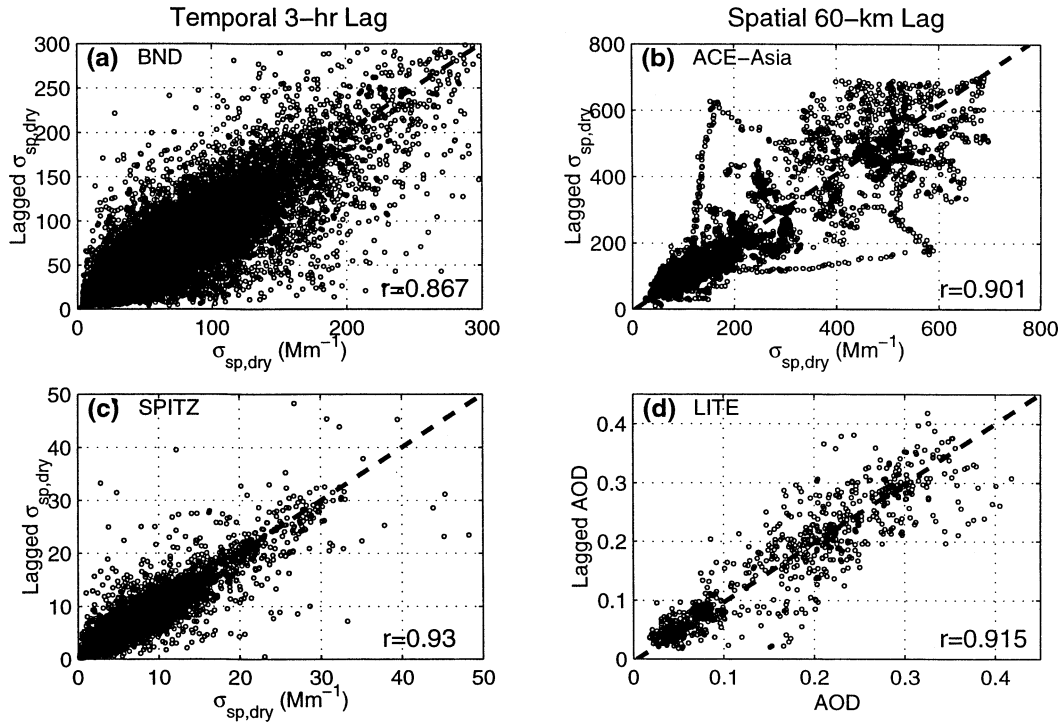 Temporal 3-hr Lag
Spatial 60-km Lag
(a) BND
300
250
200
150
100
50
0
Lagged σsp,dry
0 100 200 300
σsp,dry (Mm⁻¹)
r=0.867
(b) ACE-Asia
800
600
400
200
0
Lagged σsp,dry
0 200 400 600 800
σsp,dry (Mm⁻¹)
r=0.901
(c) SPITZ
50
40
30
20
10
0
Lagged σsp,dry
0 10 20 30 40 50
σsp,dry (Mm⁻¹)
r=0.93
(d) LITE
0.4
0.3
0.2
0.1
0
Lagged AOD
0 0.1 0.2 0.3 0.4
AOD
r=0.915